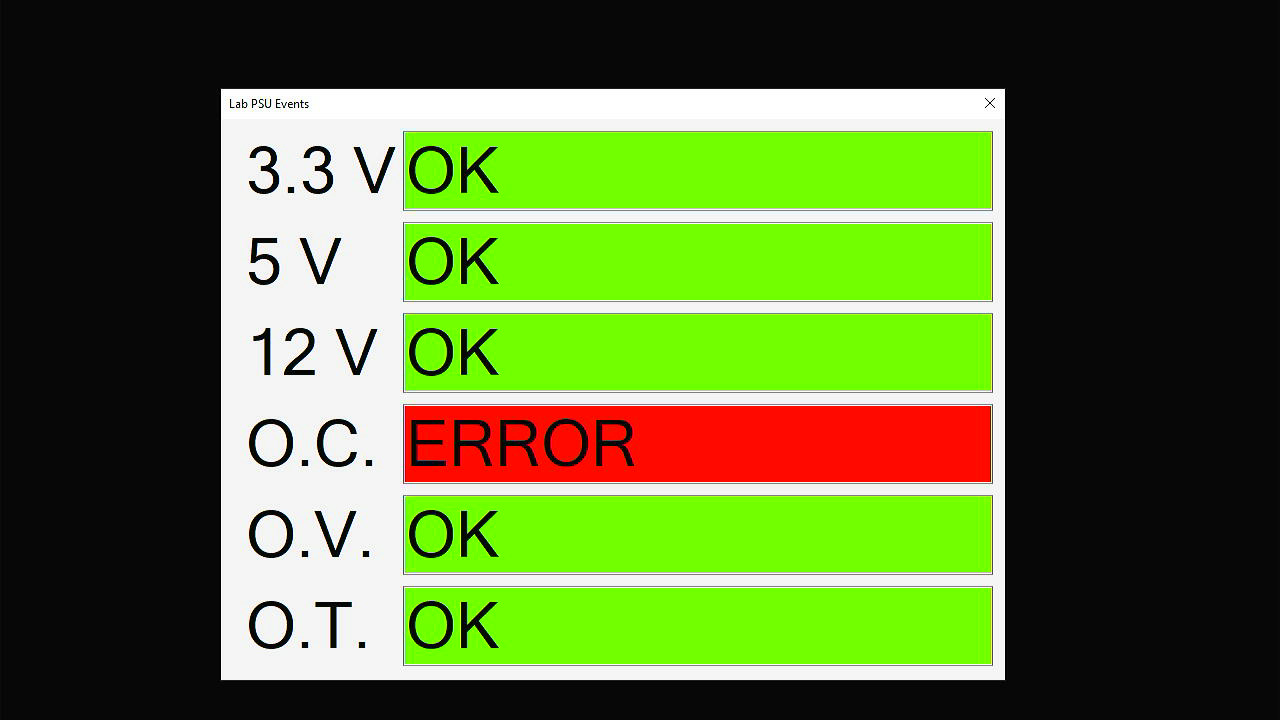 Lab PSU Events
3.3 V OK
5 V OK
12 V OK
O.C. ERROR
O.V. OK
O.T. OK